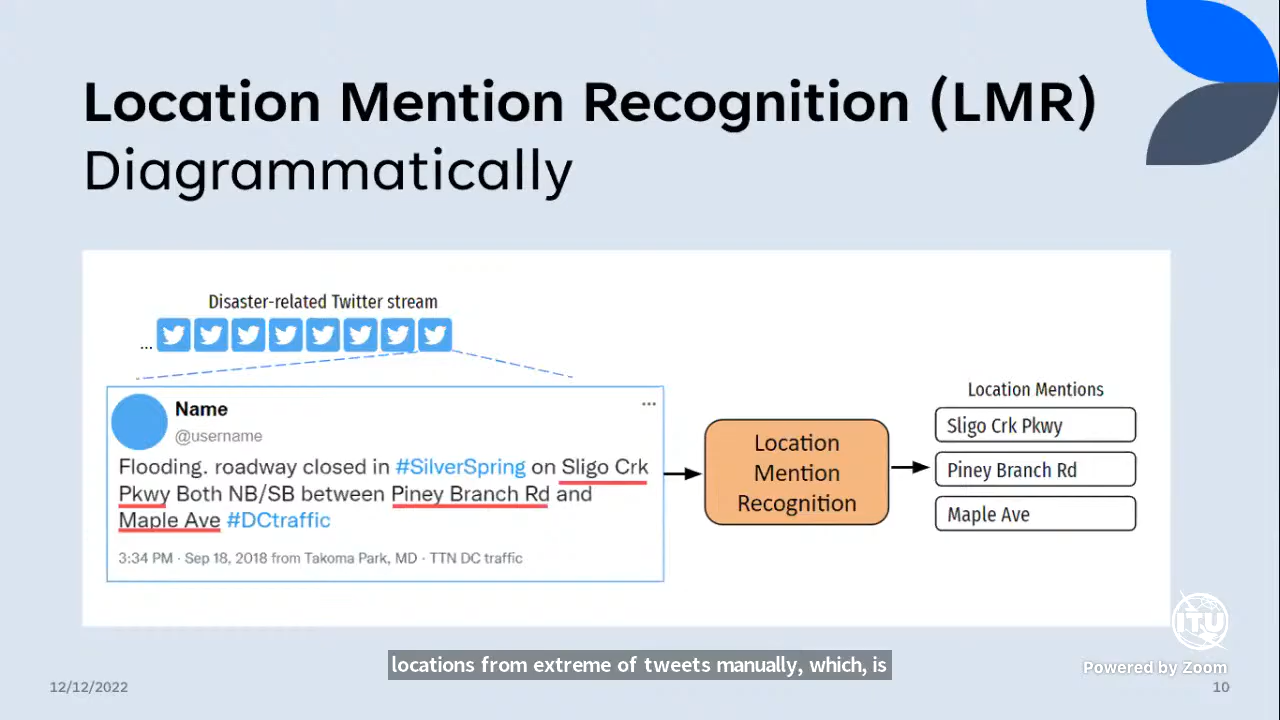 Location Mention Recognition (LMR)
Diagrammatically
Disaster-related Twitter stream
...
Name
@username
Flooding. roadway closed in #SilverSpring on Sligo Crk
Pkwy Both NB/SB between Piney Branch Rd and
Maple Ave #DCtraffic
3:34 PM · Sep 18, 2018 from Takoma Park, MD · TTN DC traffic
Location
Mention
Recognition
Location Mentions
Sligo Crk Pkwy
Piney Branch Rd
Maple Ave
ITU
Powered by Zoom
locations from extreme of tweets manually, which, is
12/12/2022
10